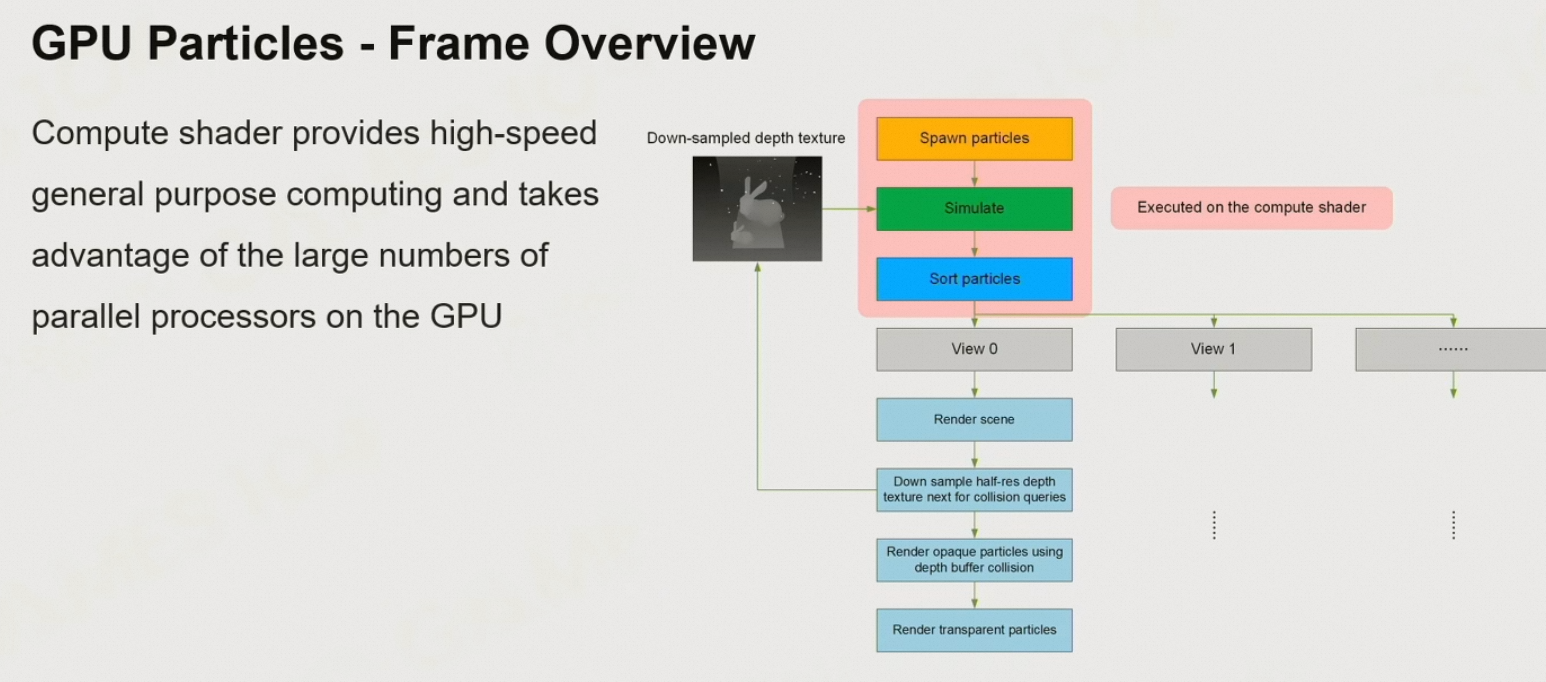 GPU Particles - Frame Overview
Compute shader provides high-speed
general purpose computing and takes
advantage of the large numbers of
parallel processors on the GPU
Down-sampled depth texture
Spawn particles
Simulate
Executed on the compute shader
Sort particles
View 0
View 1
......
Render scene
Down sample half-res depth
texture next for collision queries
Render opaque particles using
depth buffer collision
Render transparent particles